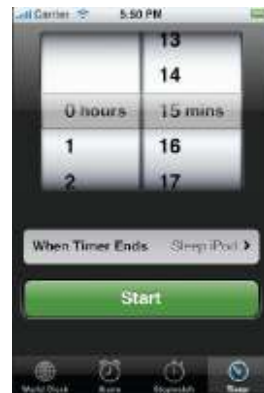 Carrier 5:50 PM
13
14
0 hours 15 mins
1 16
2 17
When Timer Ends Sleep iPod >
Start
World Clock Alarm Stopwatch